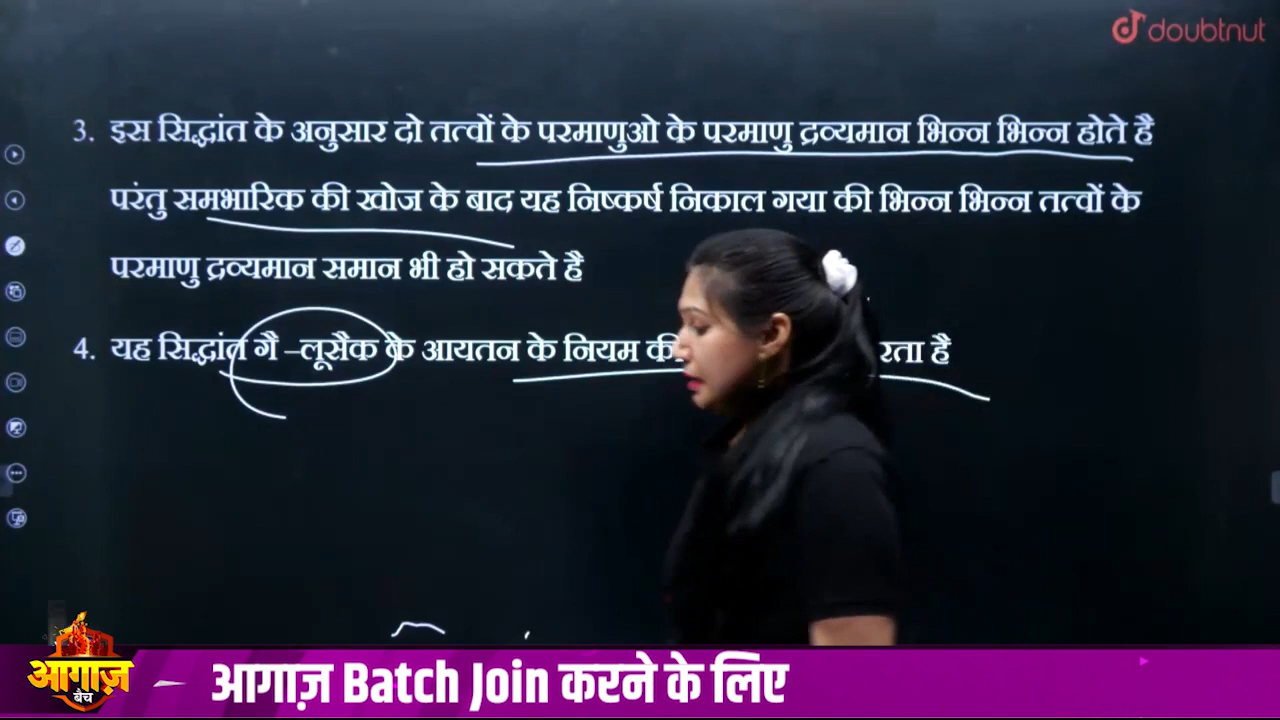 doubtnut
3. इस सिद्धांत के अनुसार दो तत्वों के परमाणुओ के परमाणु द्रव्यमान भिन्न भिन्न होते है
परंतु समभारिक की खोज के बाद यह निष्कर्ष निकाल गया की भिन्न भिन्न तत्वों के
परमाणु द्रव्यमान समान भी हो सकते है
4. यह सिद्धांत गै –लूसैक के आयतन के नियम की रता है
आगाज़
बैच
आगाज़ Batch Join करने के लिए